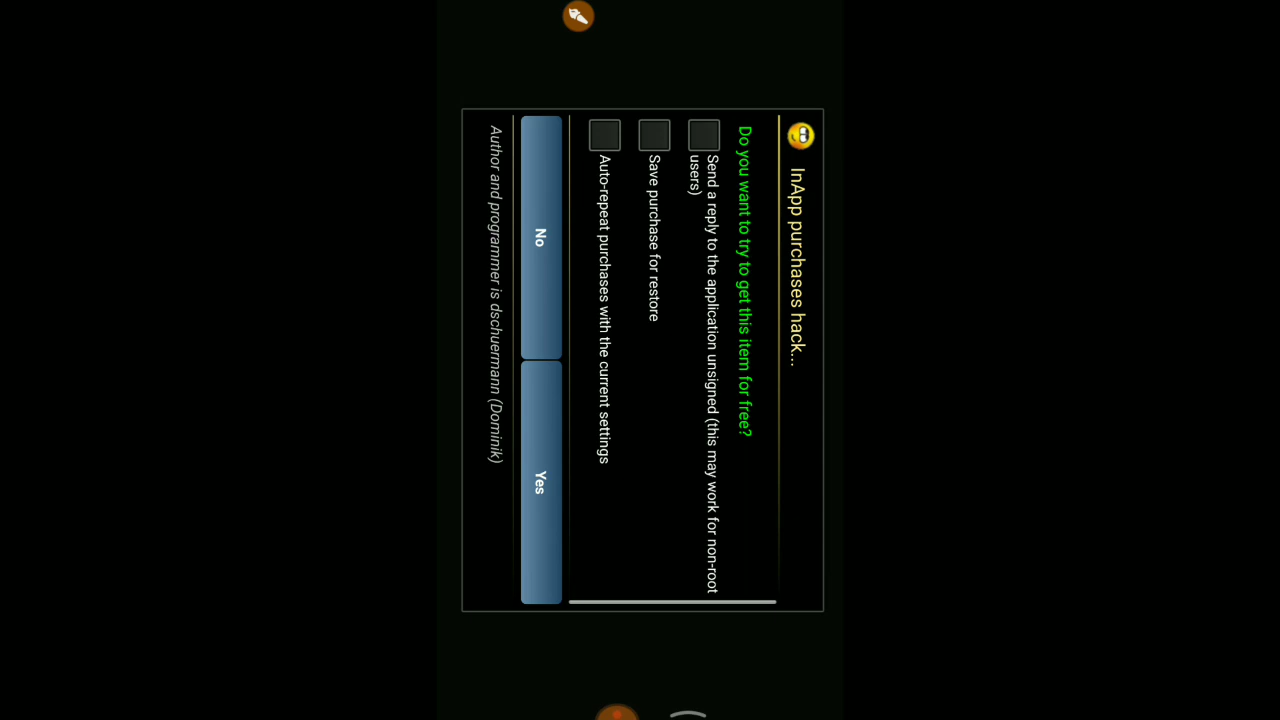 InApp purchases hack...
Do you want to try to get this item for free?
Send a reply to the application unsigned (this may work for non-root
users)
Save purchase for restore
Auto-repeat purchases with the current settings
No
Yes
Author and programmer is dschuermann (Dominik)